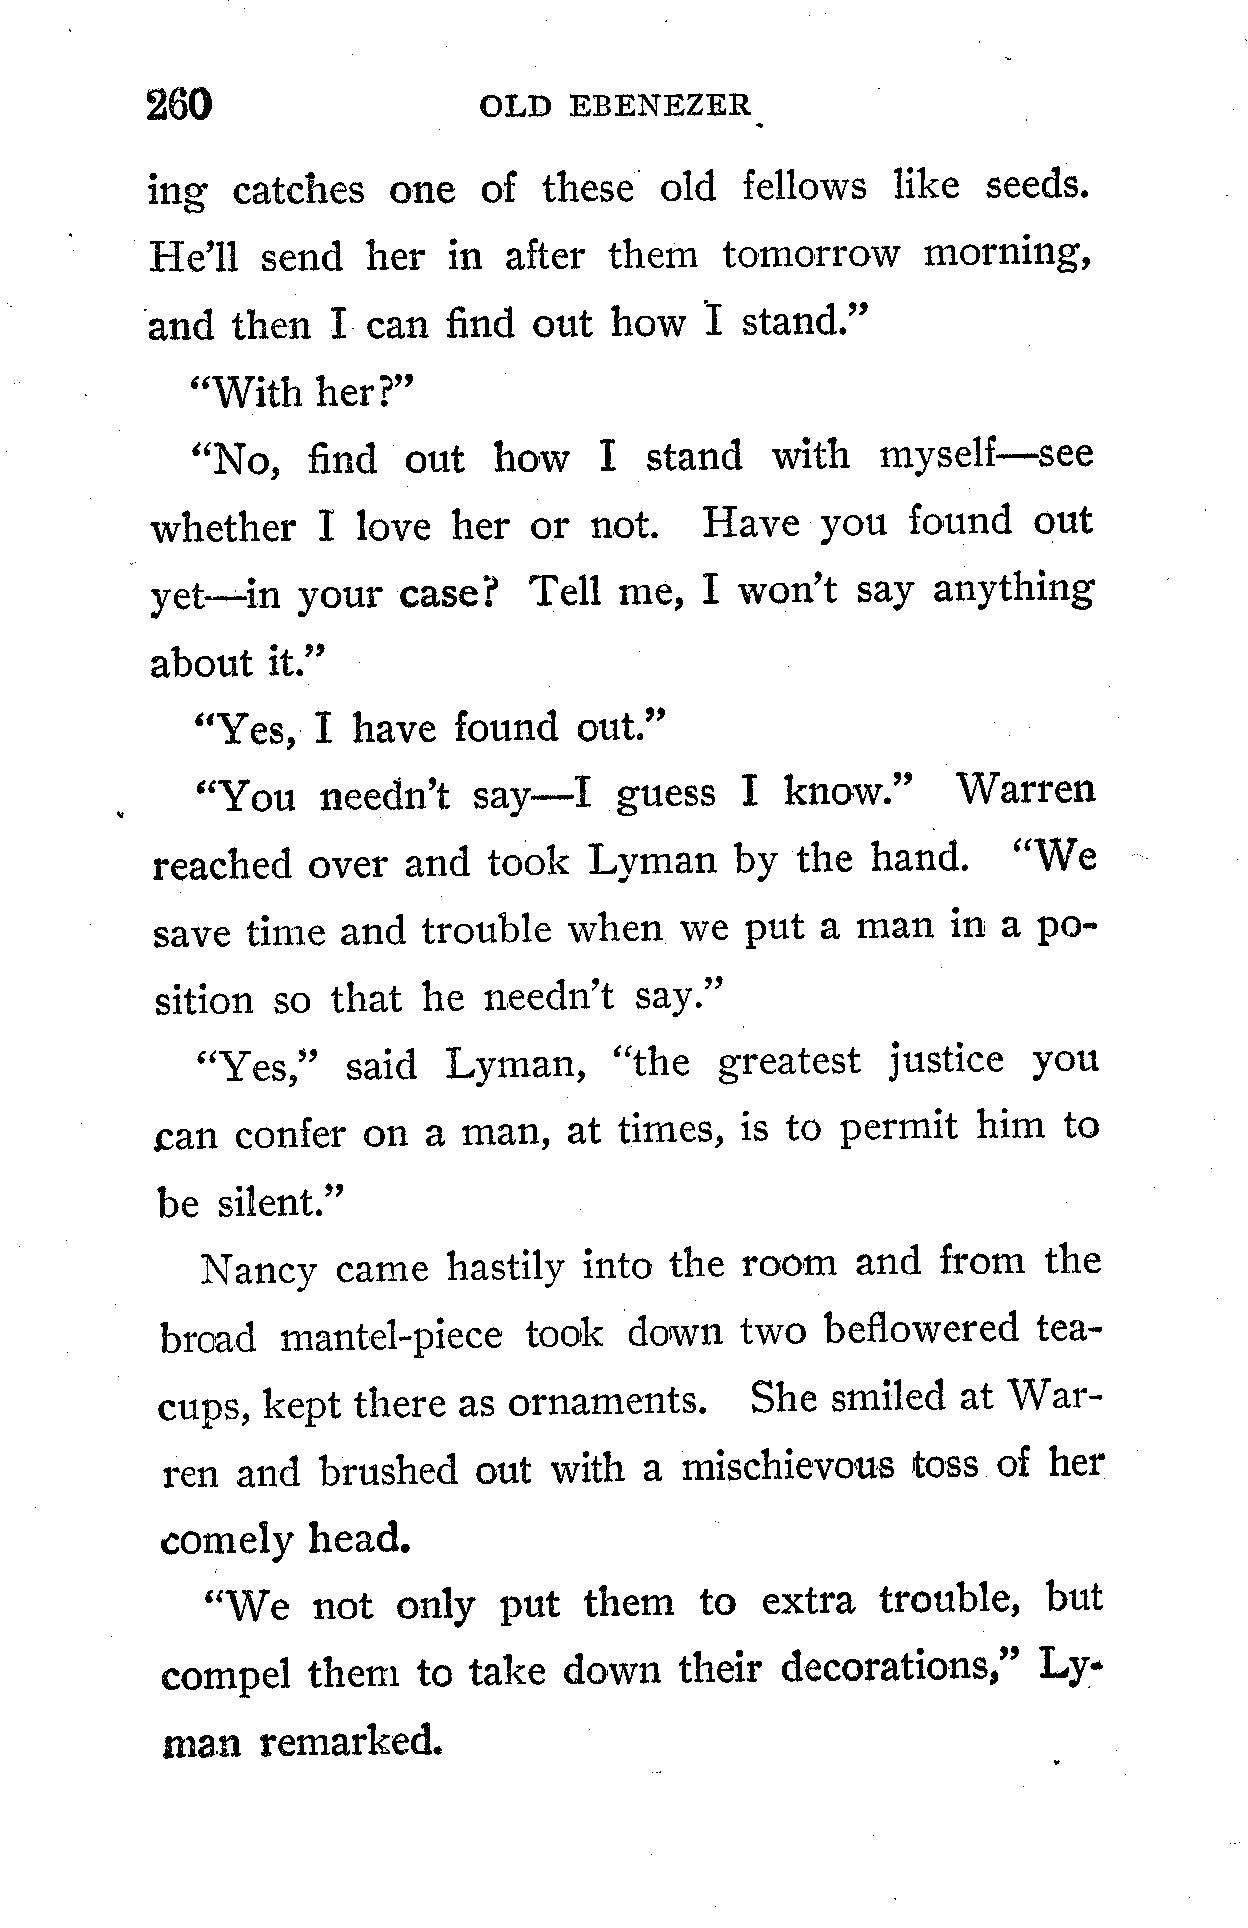 260 OLD EBENEZER
ing catches one of these old fellows like seeds.
He'll send her in after them tomorrow morning,
and then I can find out how I stand."
"With her?"
"No, find out how I stand with myself—see
whether I love her or not. Have you found out
yet—in your case? Tell me, I won't say anything
about it."
"Yes, I have found out."
"You needn't say—I guess I know." Warren
reached over and took Lyman by the hand. "We
save time and trouble when we put a man in a po-
sition so that he needn't say."
"Yes," said Lyman, "the greatest justice you
can confer on a man, at times, is to permit him to
be silent."
Nancy came hastily into the room and from the
broad mantel-piece took down two beflowered tea-
cups, kept there as ornaments. She smiled at War-
ren and brushed out with a mischievous toss of her
comely head.
"We not only put them to extra trouble, but
compel them to take down their decorations," Ly-
man remarked.